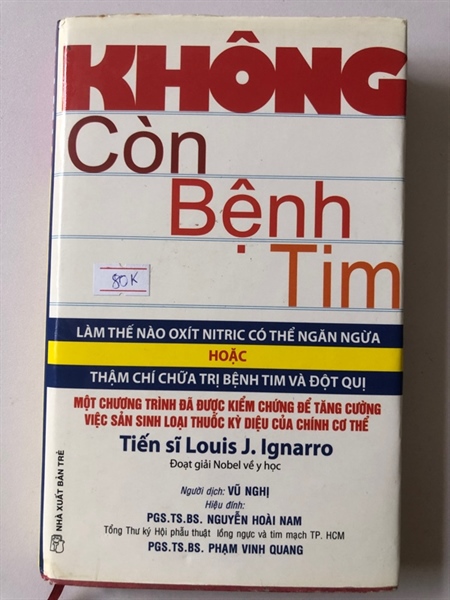 KHÔNG
Còn
Bệnh
Tim
80K
LÀM THẾ NÀO OXÍT NITRIC CÓ THỂ NGĂN NGỪA
HOẶC
THẬM CHÍ CHỮA TRỊ BỆNH TIM VÀ ĐỘT QUỊ
MỘT CHƯƠNG TRÌNH ĐÃ ĐƯỢC KIỂM CHỨNG ĐỂ TĂNG CƯỜNG
VIỆC SẢN SINH LOẠI THUỐC KỲ DIỆU CỦA CHÍNH CƠ THỂ
Tiến sĩ Louis J. Ignarro
Đoạt giải Nobel về y học
Người dịch: VŨ NGHỊ
Hiệu đính:
PGS.TS.BS. NGUYỄN HOÀI NAM
Tổng Thư ký Hội phẫu thuật lồng ngực và tim mạch TP. HCM
PGS.TS.BS. PHẠM VINH QUANG
NHÀ XUẤT BẢN TRẺ